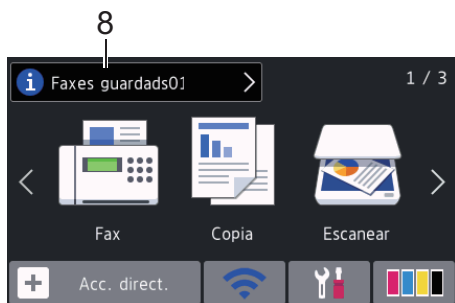 8
i Faxes guardads01
1 / 3
Fax Copia Escanear
+ Acc. direct.